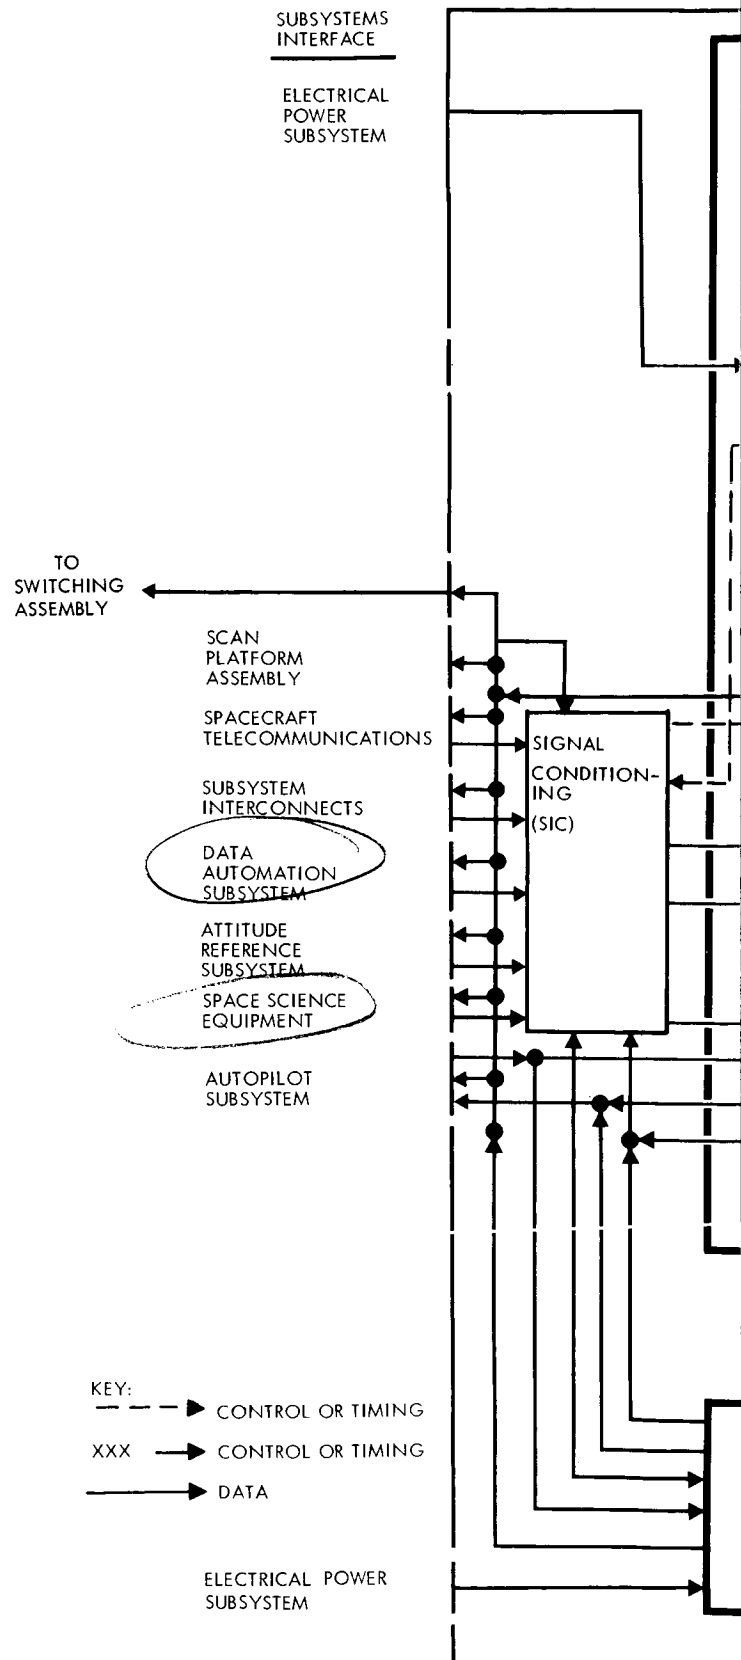 SUBSYSTEMS
INTERFACE
ELECTRICAL
POWER
SUBSYSTEM
TO
SWITCHING
ASSEMBLY
SCAN
PLATFORM
ASSEMBLY
SPACECRAFT
TELECOMMUNICATIONS
SUBSYSTEM
INTERCONNECTS
DATA
AUTOMATION
SUBSYSTEM
ATTITUDE
REFERENCE
SUBSYSTEM
SPACE SCIENCE
EQUIPMENT
AUTOPILOT
SUBSYSTEM
SIGNAL
CONDITION-
ING
(SIC)
KEY:
CONTROL OR TIMING
XXX CONTROL OR TIMING
DATA
ELECTRICAL POWER
SUBSYSTEM